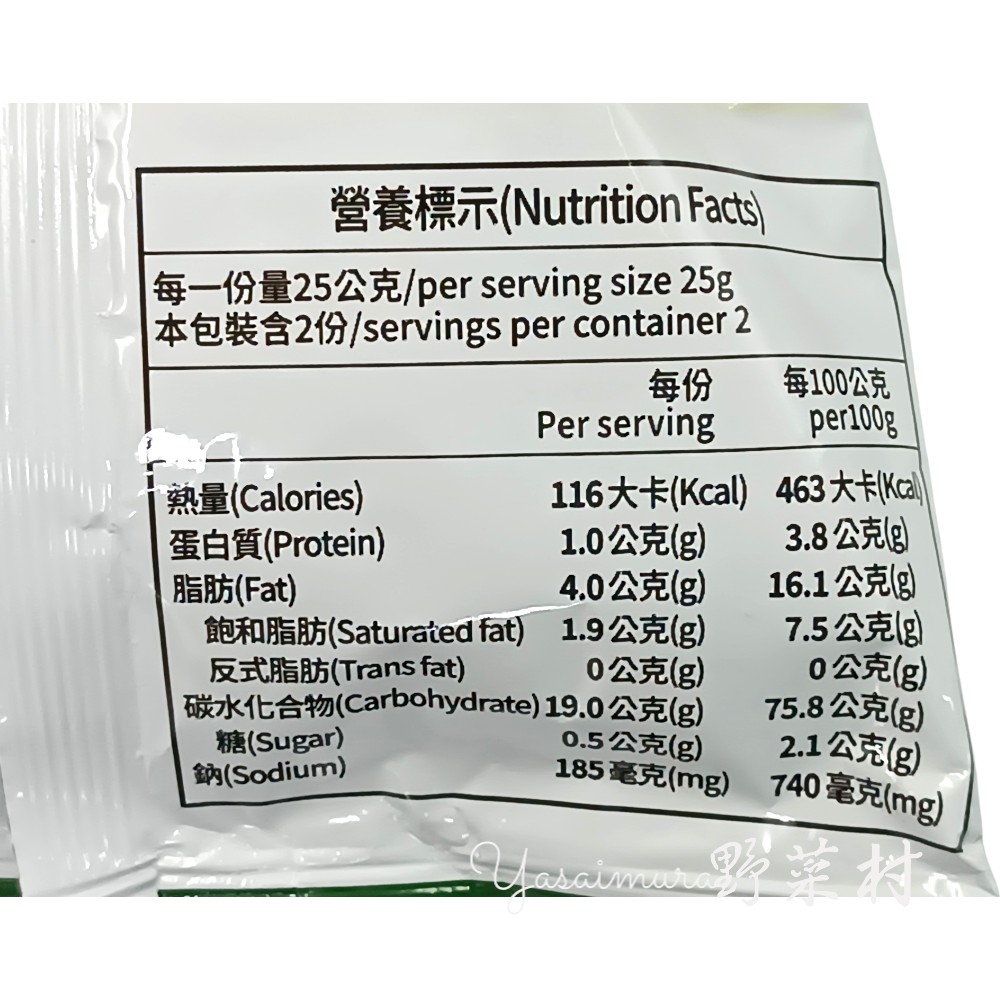 營養標示(Nutrition Facts)
每一份量25公克/per serving size 25g
本包裝含2份/servings per container 2
每份 每100公克
Per serving per100g
熱量(Calories) 116大卡(Kcal) 463大卡(Kcal)
蛋白質(Protein) 1.0公克(g) 3.8公克(g)
脂肪(Fat) 4.0公克(g) 16.1公克(g)
飽和脂肪(Saturated fat) 1.9公克(g) 7.5公克(g)
反式脂肪(Trans fat) 0公克(g) 0公克(g)
碳水化合物(Carbohydrate) 19.0公克(g) 75.8公克(g)
糖(Sugar) 0.5公克(g) 2.1公克(g)
鈉(Sodium) 185毫克(mg) 740毫克(mg)
Yasaimura野菜村